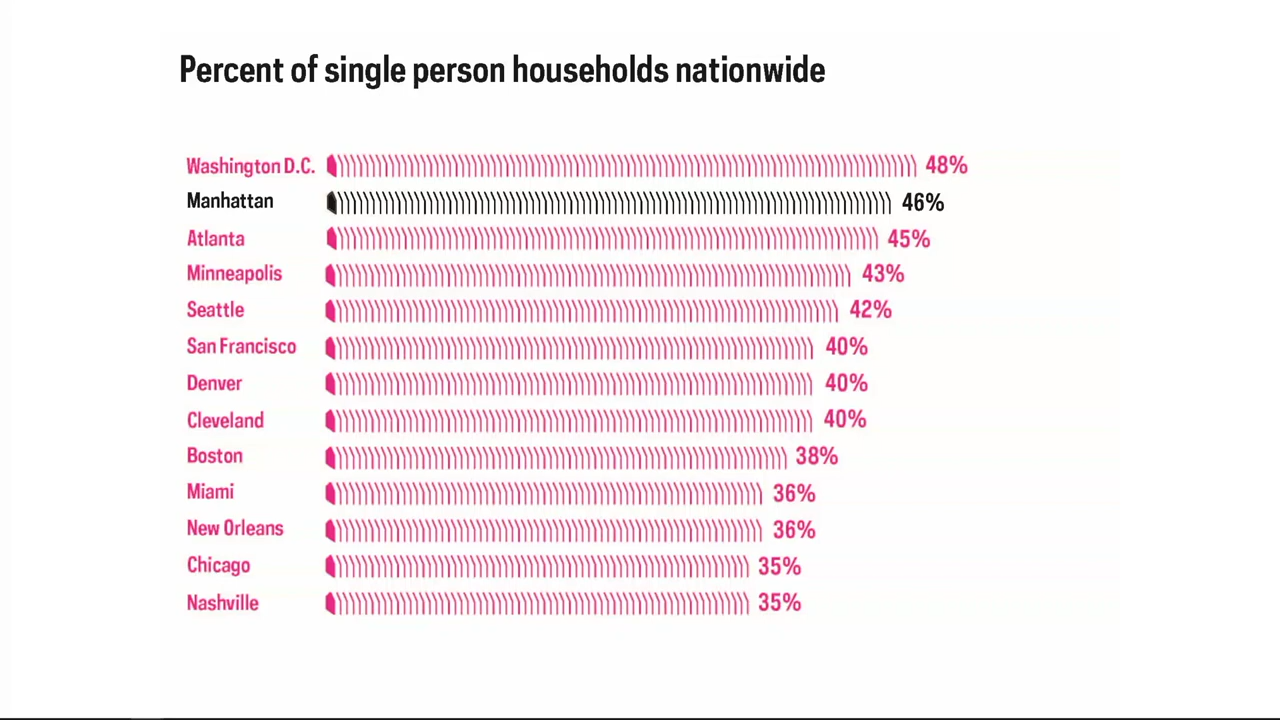 Percent of single person households nationwide
Washington D.C. 48%
Manhattan 46%
Atlanta 45%
Minneapolis 43%
Seattle 42%
San Francisco 40%
Denver 40%
Cleveland 40%
Boston 38%
Miami 36%
New Orleans 36%
Chicago 35%
Nashville 35%